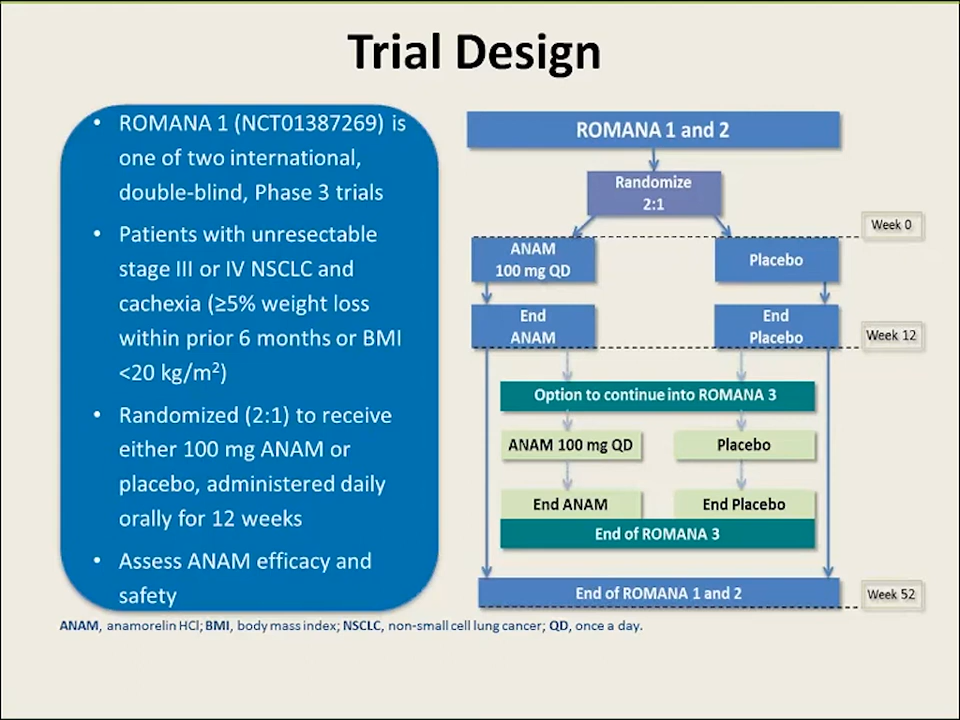 Trial Design
• ROMANA 1 (NCT01387269) is
one of two international,
double-blind, Phase 3 trials
• Patients with unresectable
stage III or IV NSCLC and
cachexia (≥5% weight loss
within prior 6 months or BMI
<20 kg/m²)
• Randomized (2:1) to receive
either 100 mg ANAM or
placebo, administered daily
orally for 12 weeks
• Assess ANAM efficacy and
safety
ROMANA 1 and 2
Randomize
2:1
Week 0
ANAM
100 mg QD
Placebo
End
ANAM
End
Placebo
Week 12
Option to continue into ROMANA 3
ANAM 100 mg QD
Placebo
End ANAM
End Placebo
End of ROMANA 3
End of ROMANA 1 and 2
Week 52
ANAM, anamorelin HCl; BMI, body mass index; NSCLC, non-small cell lung cancer; QD, once a day.